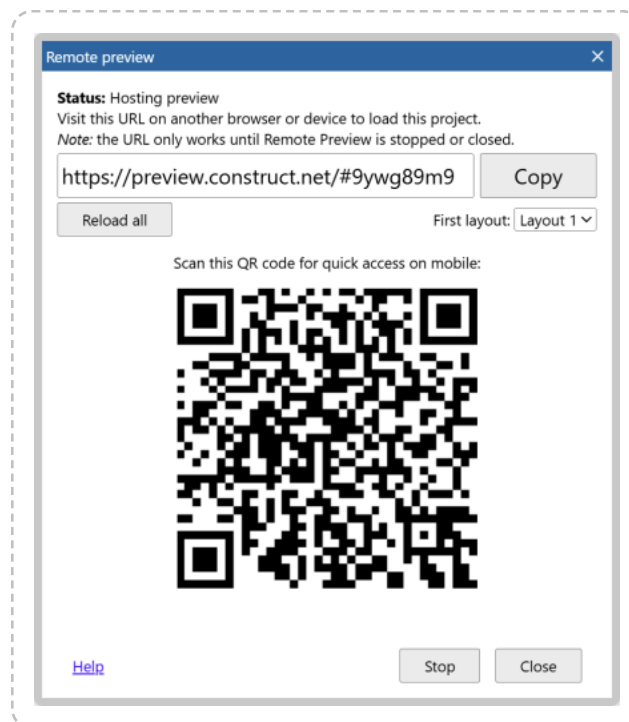 Remote preview
Status: Hosting preview
Visit this URL on another browser or device to load this project.
Note: the URL only works until Remote Preview is stopped or closed.
https://preview.construct.net/#9ywg89m9 Copy
Reload all First layout: Layout 1
Scan this QR code for quick access on mobile:
Help Stop Close